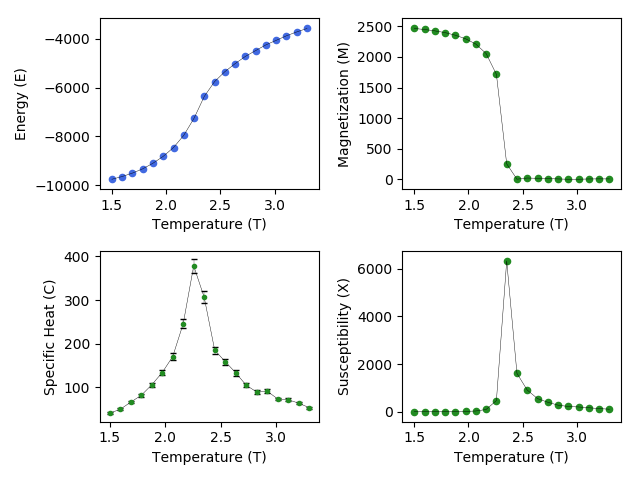 Energy (E)
−4000
−6000
−8000
−10000
1.5 2.0 2.5 3.0
Temperature (T)
Magnetization (M)
2500
2000
1500
1000
500
0
1.5 2.0 2.5 3.0
Temperature (T)
Specific Heat (C)
400
300
200
100
1.5 2.0 2.5 3.0
Temperature (T)
Susceptibility (X)
6000
4000
2000
0
1.5 2.0 2.5 3.0
Temperature (T)